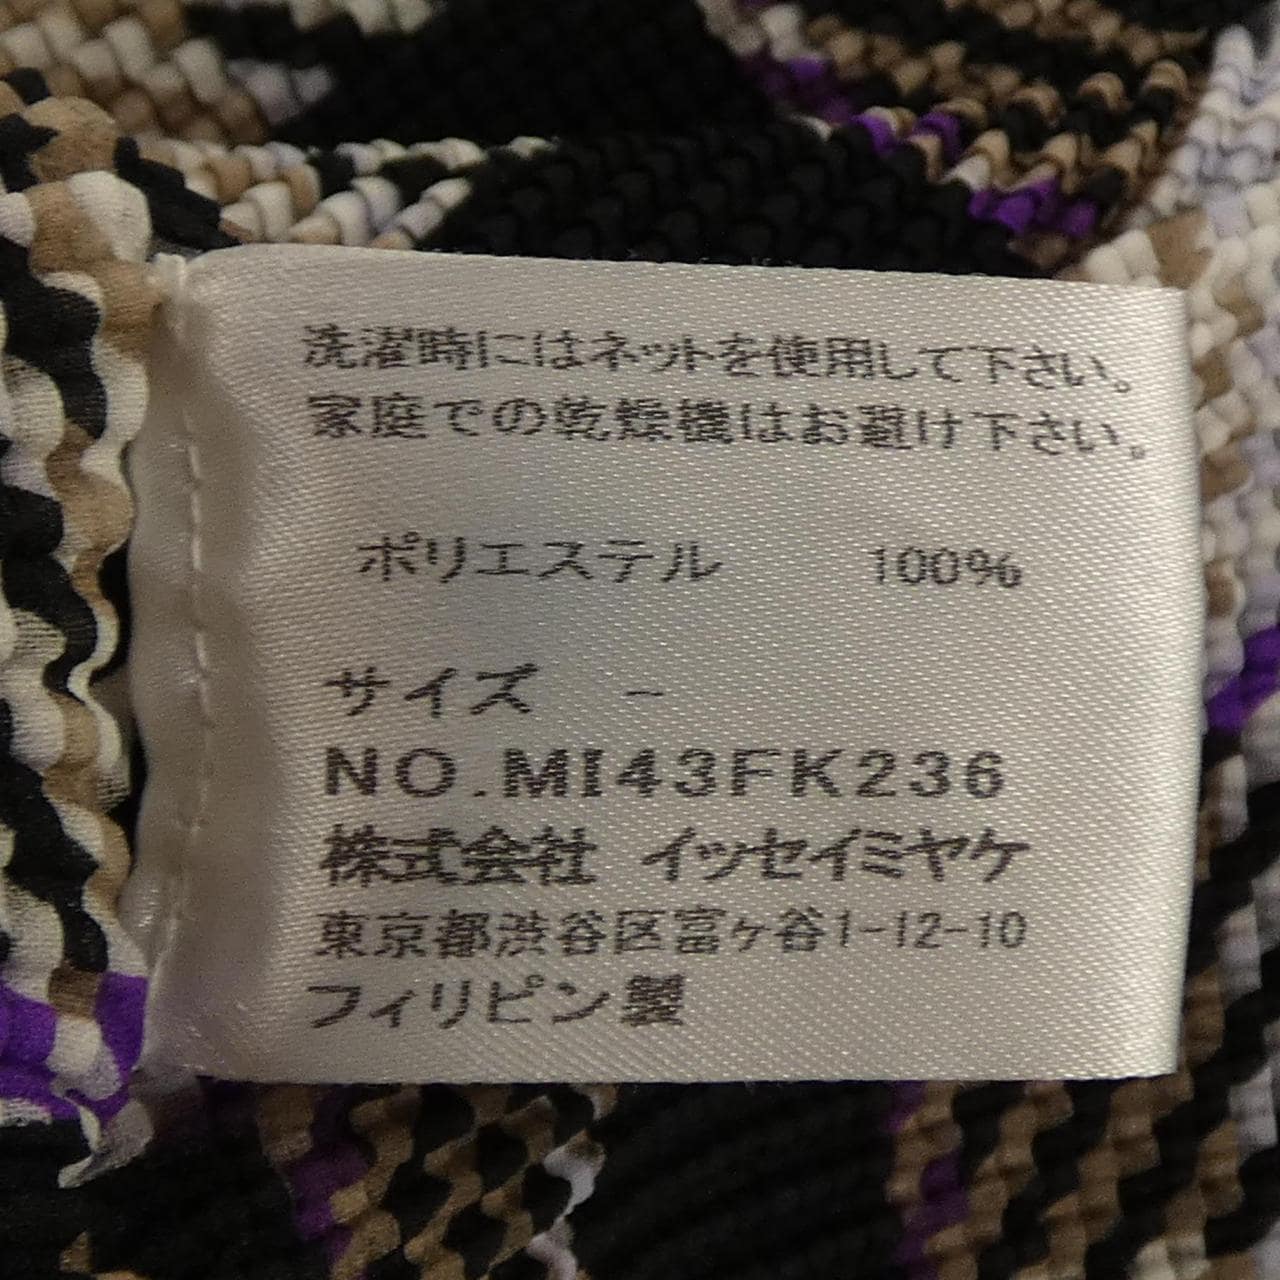 洗濯時にはネットを使用して下さい。
家庭での乾燥機はお避け下さい。
ポリエステル 100%
サイズ -
NO.MI43FK236
株式会社 イッセイミヤケ
東京都渋谷区富ヶ谷1-12-10
フィリピン製